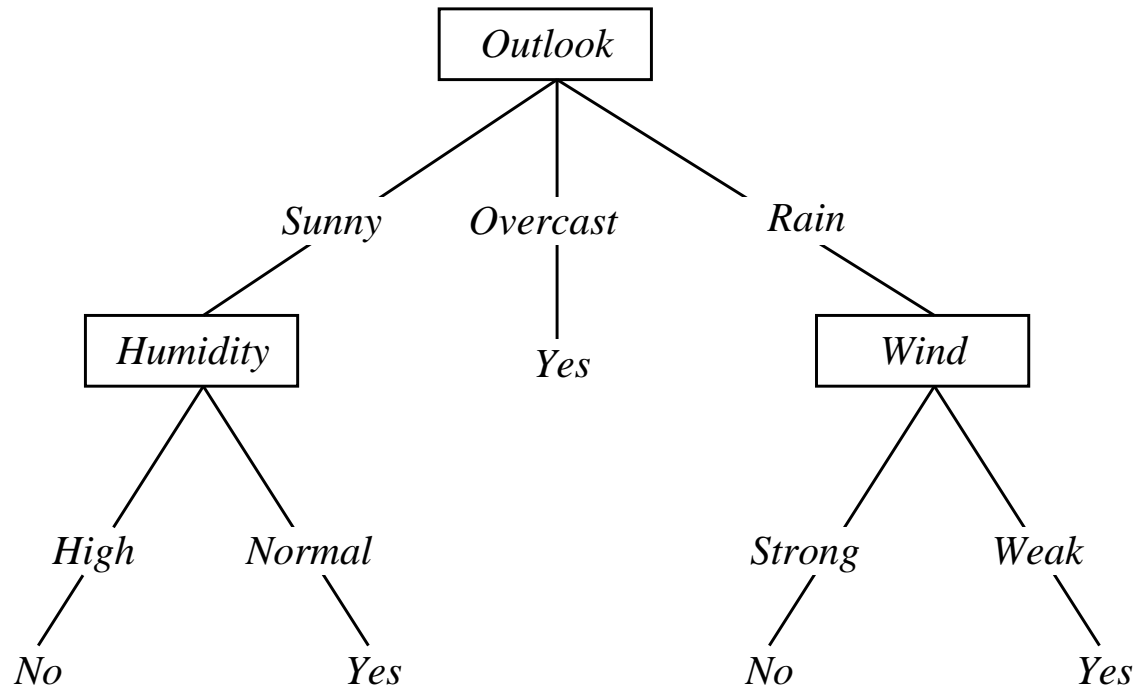 Outlook
Sunny Overcast Rain
Humidity Yes Wind
High Normal Strong Weak
No Yes No Yes